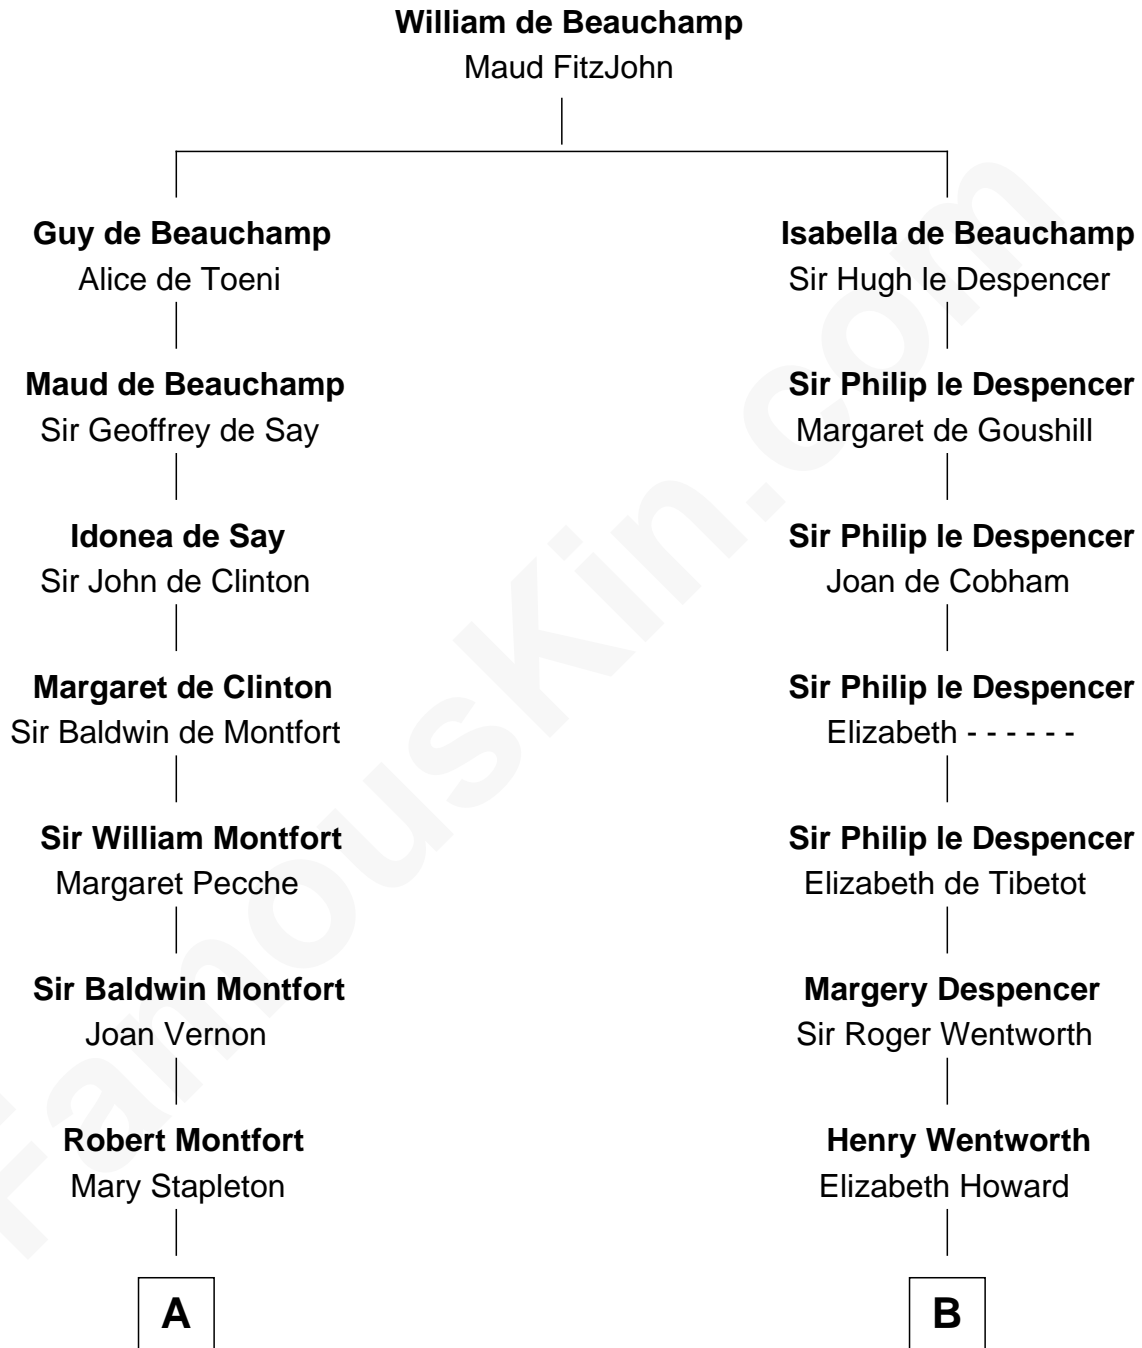 William de Beauchamp
Maud FitzJohn
Guy de Beauchamp
Alice de Toeni
Maud de Beauchamp
Sir Geoffrey de Say
Idonea de Say
Sir John de Clinton
Margaret de Clinton
Sir Baldwin de Montfort
Sir William Montfort
Margaret Pecche
Sir Baldwin Montfort
Joan Vernon
Robert Montfort
Mary Stapleton
A
Isabella de Beauchamp
Sir Hugh le Despencer
Sir Philip le Despencer
Margaret de Goushill
Sir Philip le Despencer
Joan de Cobham
Sir Philip le Despencer
Elizabeth - - - - - -
Sir Philip le Despencer
Elizabeth de Tibetot
Margery Despencer
Sir Roger Wentworth
Henry Wentworth
Elizabeth Howard
B
FamousKin.com